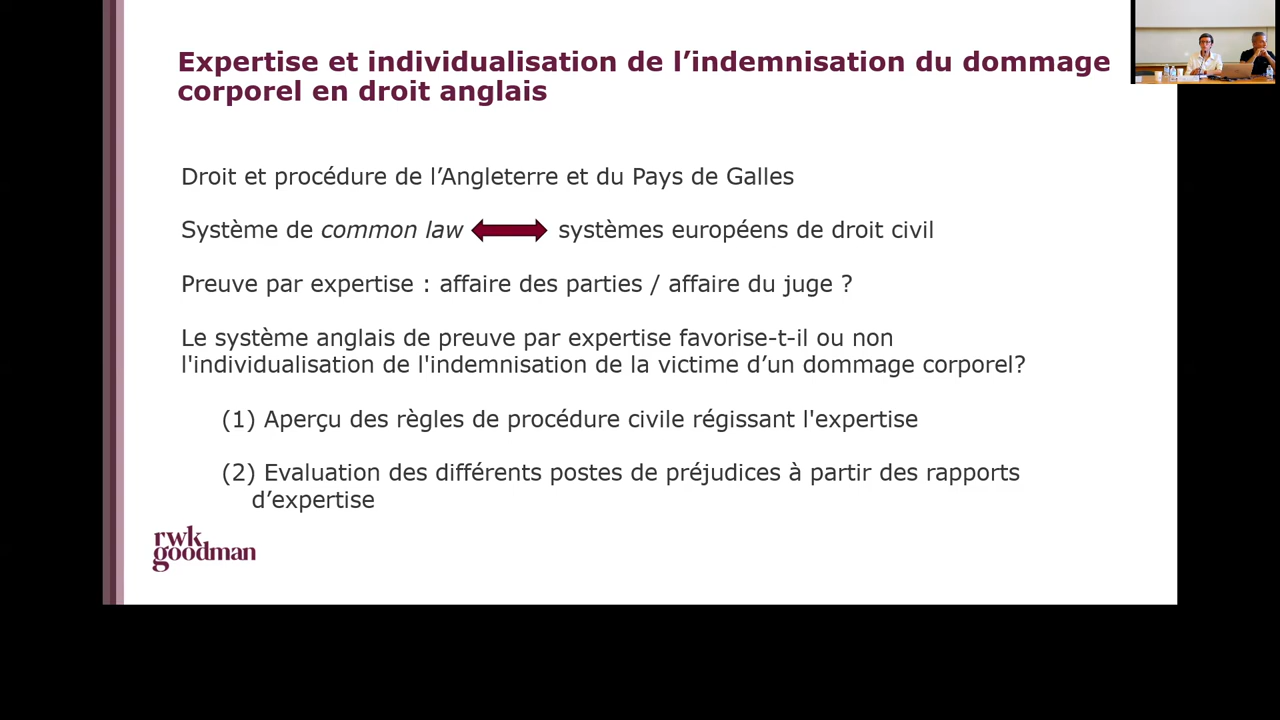 Expertise et individualisation de l’indemnisation du dommage
corporel en droit anglais
Droit et procédure de l’Angleterre et du Pays de Galles
Système de common law systèmes européens de droit civil
Preuve par expertise : affaire des parties / affaire du juge ?
Le système anglais de preuve par expertise favorise-t-il ou non
l'individualisation de l'indemnisation de la victime d’un dommage corporel?
(1) Aperçu des règles de procédure civile régissant l'expertise
(2) Evaluation des différents postes de préjudices à partir des rapports
d’expertise
rwk
goodman